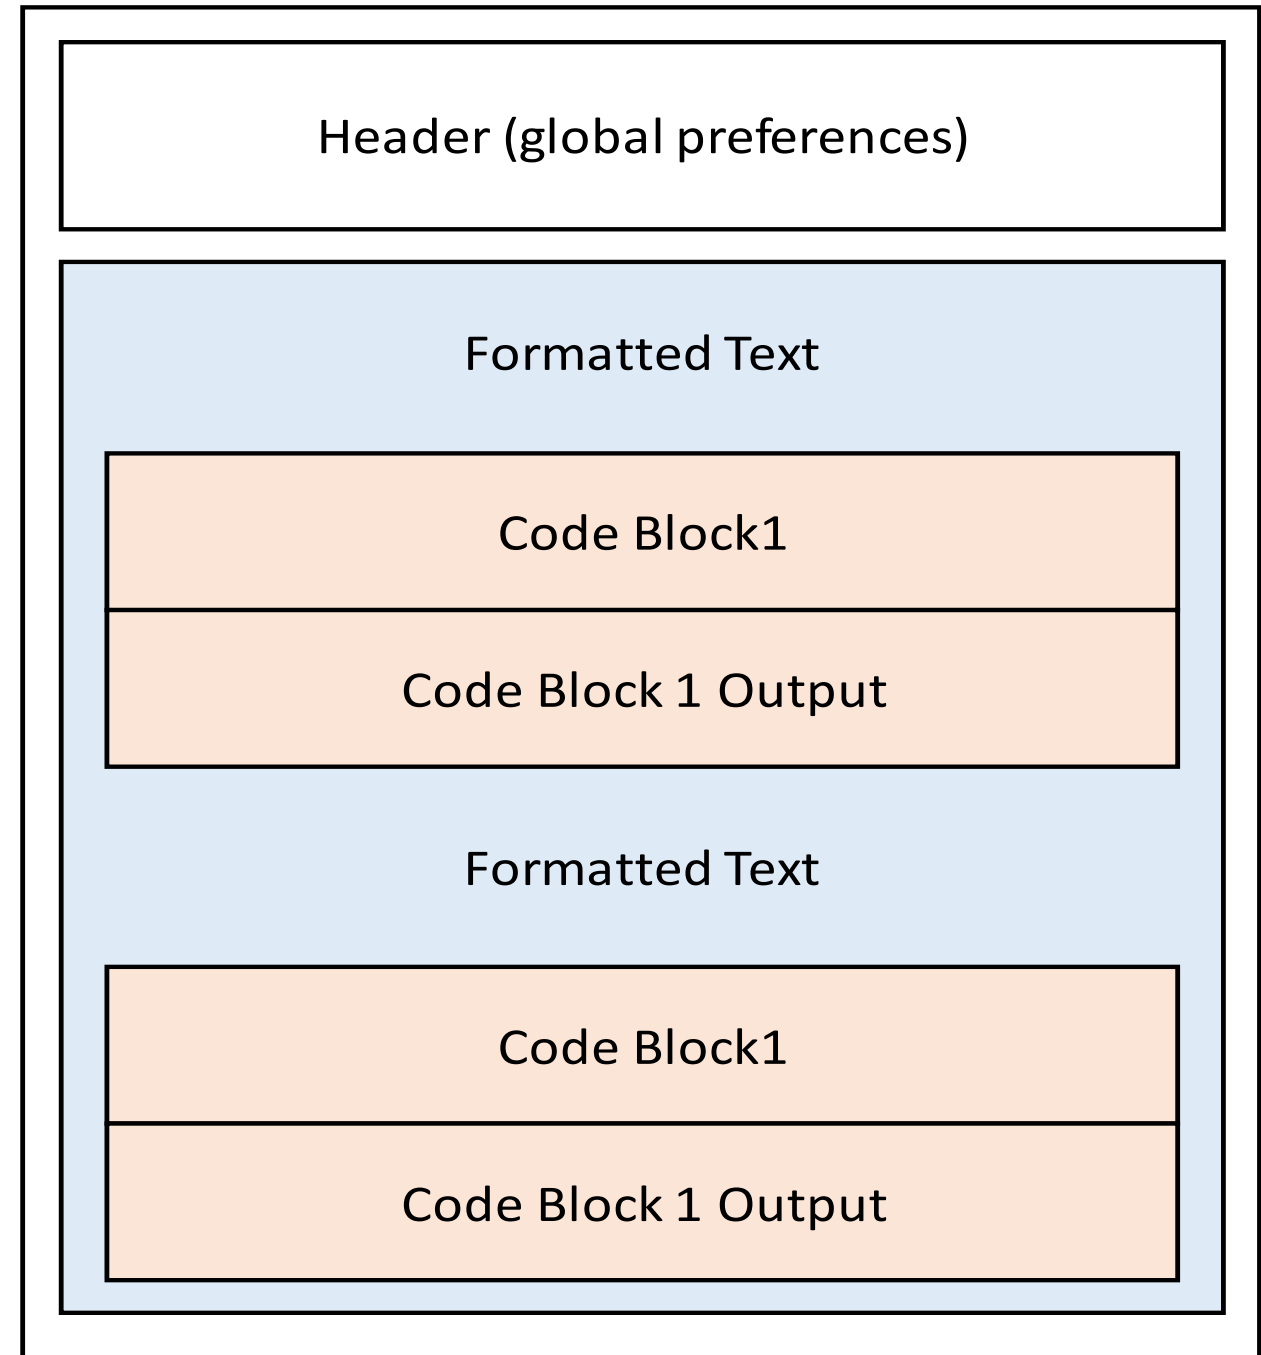 Header (global preferences)
Formatted Text
Code Block1
Code Block 1 Output
Formatted Text
Code Block1
Code Block 1 Output